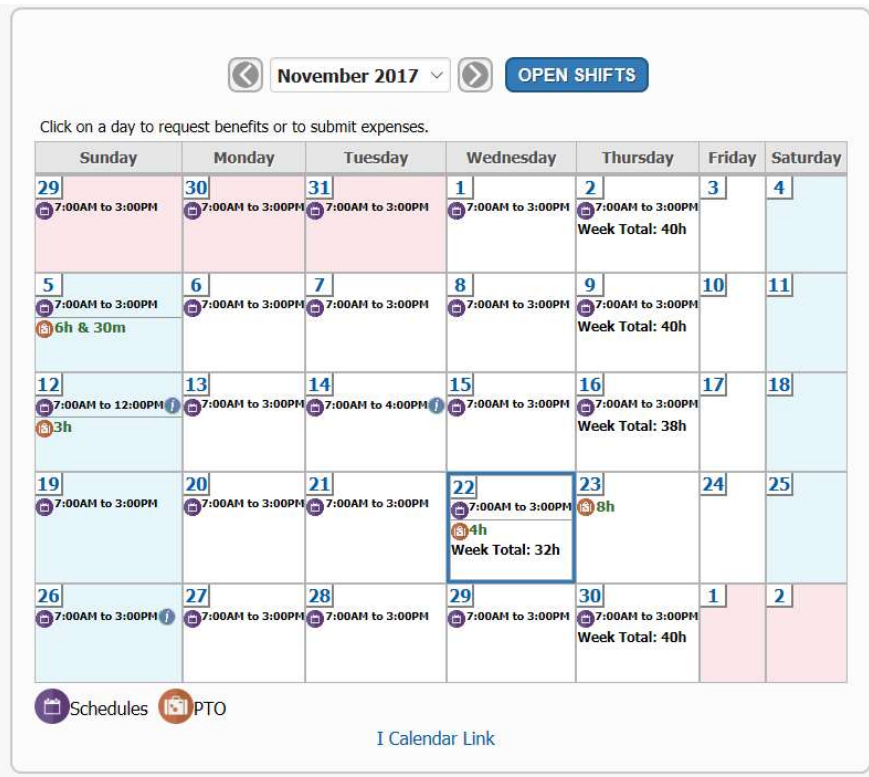 November 2017 OPEN SHIFTS
Click on a day to request benefits or to submit expenses.
Sunday Monday Tuesday Wednesday Thursday Friday Saturday
29 30 31 1 2 3 4
7:00AM to 3:00PM 7:00AM to 3:00PM 7:00AM to 3:00PM 7:00AM to 3:00PM 7:00AM to 3:00PM
Week Total: 40h
5 6 7 8 9 10 11
7:00AM to 3:00PM 7:00AM to 3:00PM 7:00AM to 3:00PM 7:00AM to 3:00PM 7:00AM to 3:00PM
6h & 30m Week Total: 40h
12 13 14 15 16 17 18
7:00AM to 12:00PM i 7:00AM to 3:00PM 7:00AM to 4:00PM i 7:00AM to 3:00PM 7:00AM to 3:00PM
3h Week Total: 38h
19 20 21 22 23 24 25
7:00AM to 3:00PM 7:00AM to 3:00PM 7:00AM to 3:00PM 7:00AM to 3:00PM 8h
4h
Week Total: 32h
26 27 28 29 30 1 2
7:00AM to 3:00PM i 7:00AM to 3:00PM 7:00AM to 3:00PM 7:00AM to 3:00PM 7:00AM to 3:00PM
Week Total: 40h
Schedules PTO
I Calendar Link